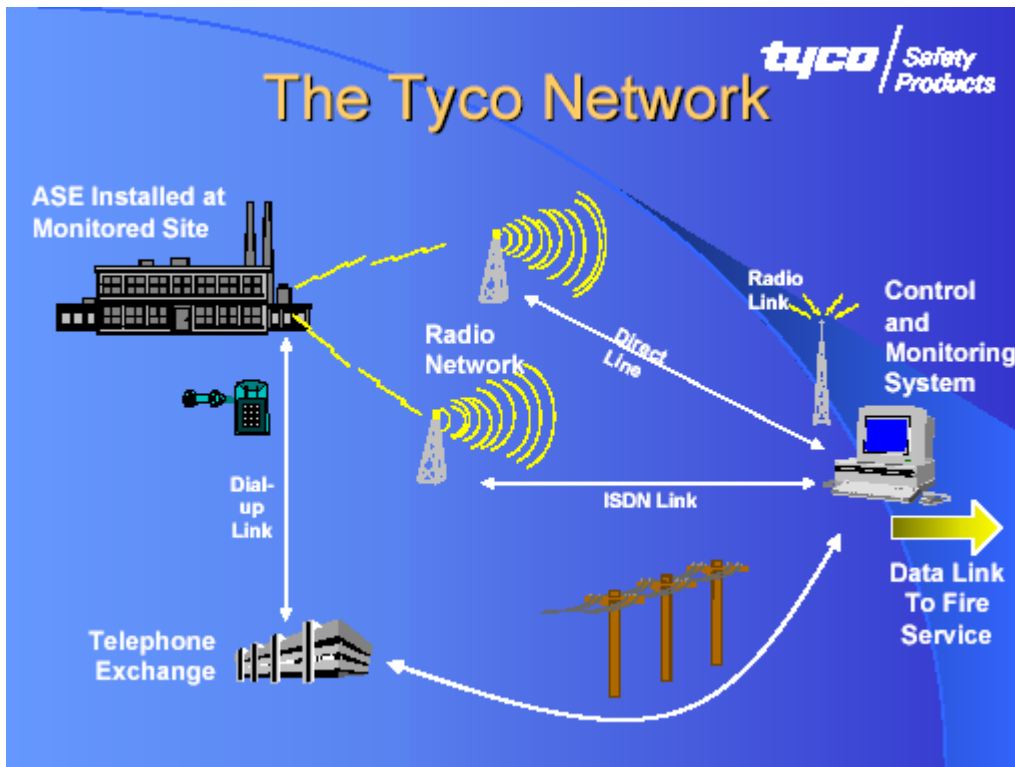 tyco / Safety
Products
The Tyco Network
ASE Installed at
Monitored Site
Radio
Link
Control
and
Monitoring
System
Direct
Line
Radio
Network
Dial-
up
Link
ISDN Link
Data Link
To Fire
Service
Telephone
Exchange